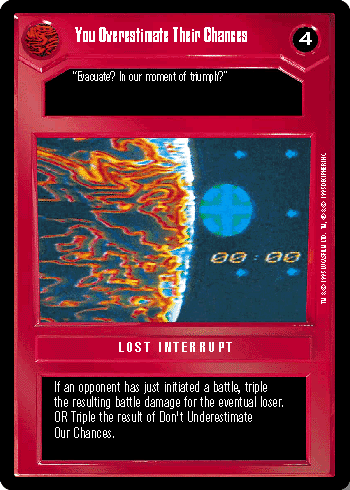 You Overestimate Their Chances
4
"Evacuate? In our moment of triumph?"
00:00
LOST INTERRUPT
If an opponent has just initiated a battle, triple
the resulting battle damage for the eventual loser.
OR Triple the result of Don't Underestimate
Our Chances.